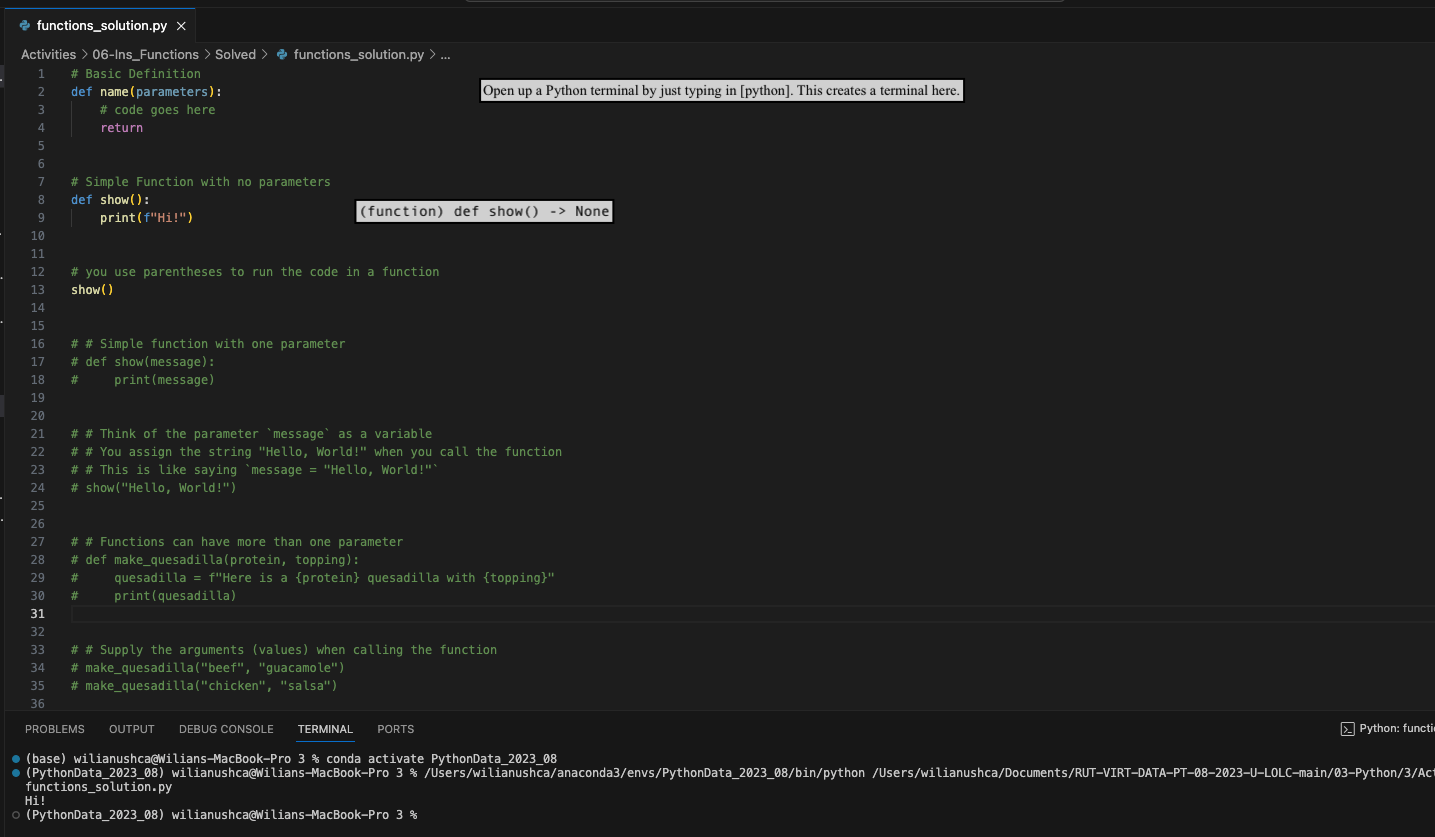 functions_solution.py
Activities > 06-Ins_Functions > Solved > functions_solution.py > ...
1 # Basic Definition
2 def name(parameters):
Open up a Python terminal by just typing in [python]. This creates a terminal here.
3     # code goes here
4     return
5
6
7 # Simple Function with no parameters
8 def show():
(function) def show() -> None
9     print(f"Hi!")
10
11
12 # you use parentheses to run the code in a function
13 show()
14
15
16 # # Simple function with one parameter
17 # def show(message):
18 #     print(message)
19
20
21 # # Think of the parameter `message` as a variable
22 # # You assign the string "Hello, World!" when you call the function
23 # # This is like saying `message = "Hello, World!"`
24 # show("Hello, World!")
25
26
27 # # Functions can have more than one parameter
28 # def make_quesadilla(protein, topping):
29 #     quesadilla = f"Here is a {protein} quesadilla with {topping}"
30 #     print(quesadilla)
31
32
33 # # Supply the arguments (values) when calling the function
34 # make_quesadilla("beef", "guacamole")
35 # make_quesadilla("chicken", "salsa")
36
PROBLEMS OUTPUT DEBUG CONSOLE TERMINAL PORTS Python: functi
(base) wilianushca@Wilians-MacBook-Pro 3 % conda activate PythonData_2023_08
(PythonData_2023_08) wilianushca@Wilians-MacBook-Pro 3 % /Users/wilianushca/anaconda3/envs/PythonData_2023_08/bin/python /Users/wilianushca/Documents/RUT-VIRT-DATA-PT-08-2023-U-LOLC-main/03-Python/3/Act
functions_solution.py
Hi!
(PythonData_2023_08) wilianushca@Wilians-MacBook-Pro 3 %